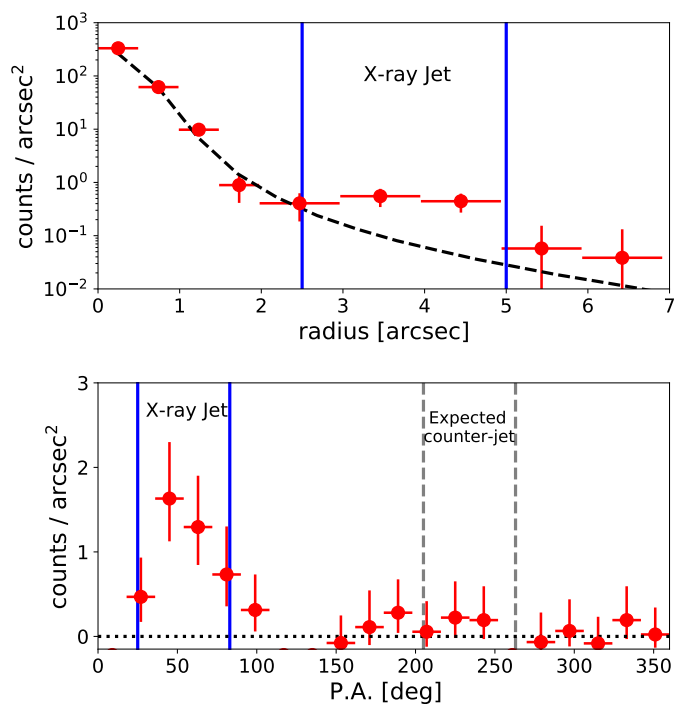 10³
10²
10¹
10⁰
10⁻¹
10⁻²
counts / arcsec²
X-ray Jet
0 1 2 3 4 5 6 7
radius [arcsec]
3
2
1
0
counts / arcsec²
X-ray Jet
Expected
counter-jet
0 50 100 150 200 250 300 350
P.A. [deg]